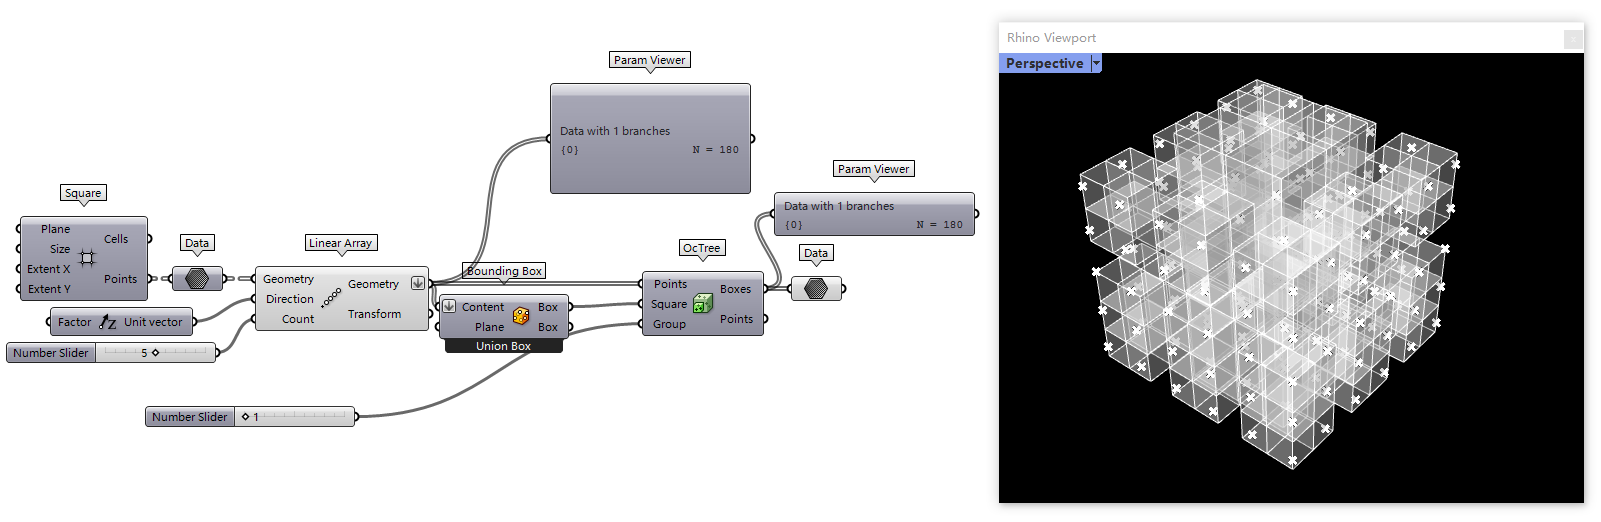 Rhino Viewport
Perspective
Param Viewer
Data with 1 branches
{0} N = 180
Param Viewer
Data with 1 branches
{0} N = 180
Square
Plane
Size
Extent X
Extent Y
Cells
Points
Data
Linear Array
Geometry
Direction
Count
Geometry
Transform
Factor Unit vector
Number Slider 5
Bounding Box
Content Box
Plane Box
Union Box
OcTree
Points
Square
Group
Boxes
Points
Data
Number Slider 1